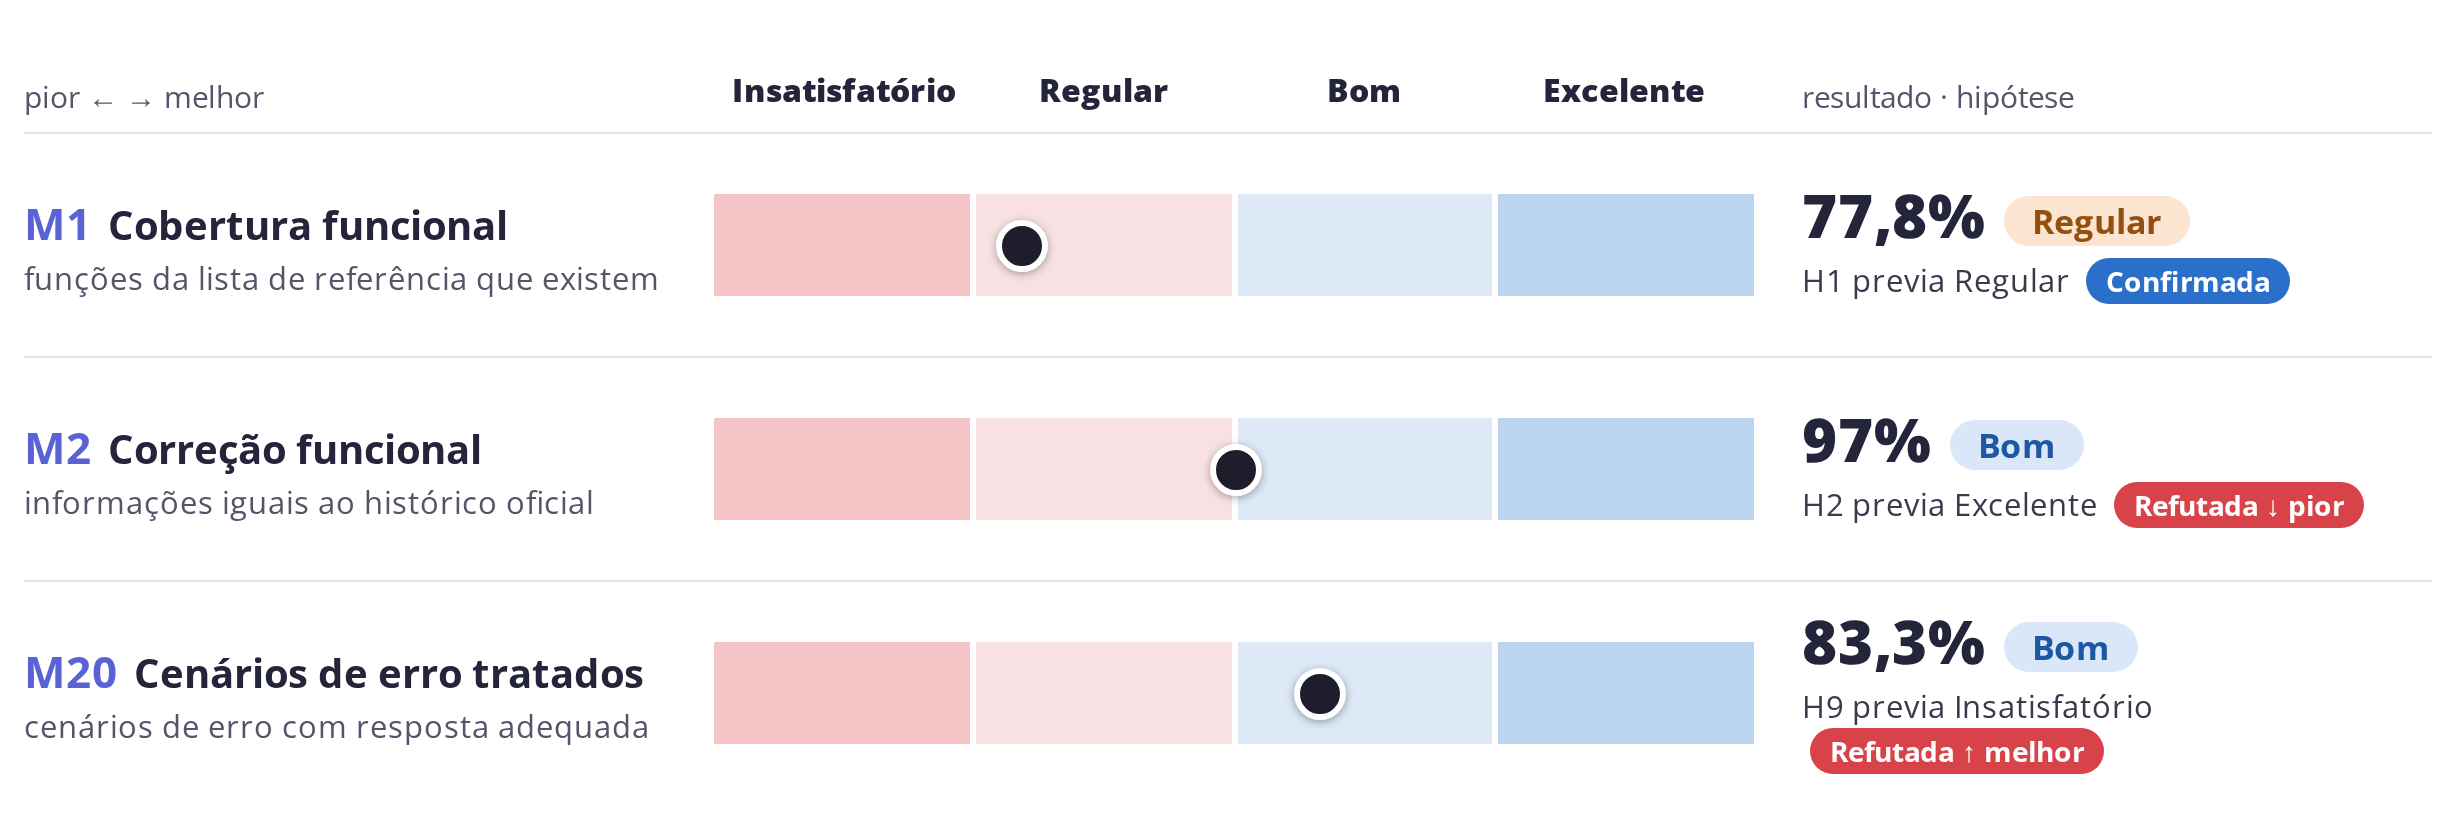 pior ← → melhor
Insatisfatório
Regular
Bom
Excelente
resultado · hipótese
M1 Cobertura funcional
funções da lista de referência que existem
77,8% Regular
H1 previa Regular Confirmada
M2 Correção funcional
informações iguais ao histórico oficial
97% Bom
H2 previa Excelente Refutada ↓ pior
M20 Cenários de erro tratados
cenários de erro com resposta adequada
83,3% Bom
H9 previa Insatisfatório
Refutada ↑ melhor